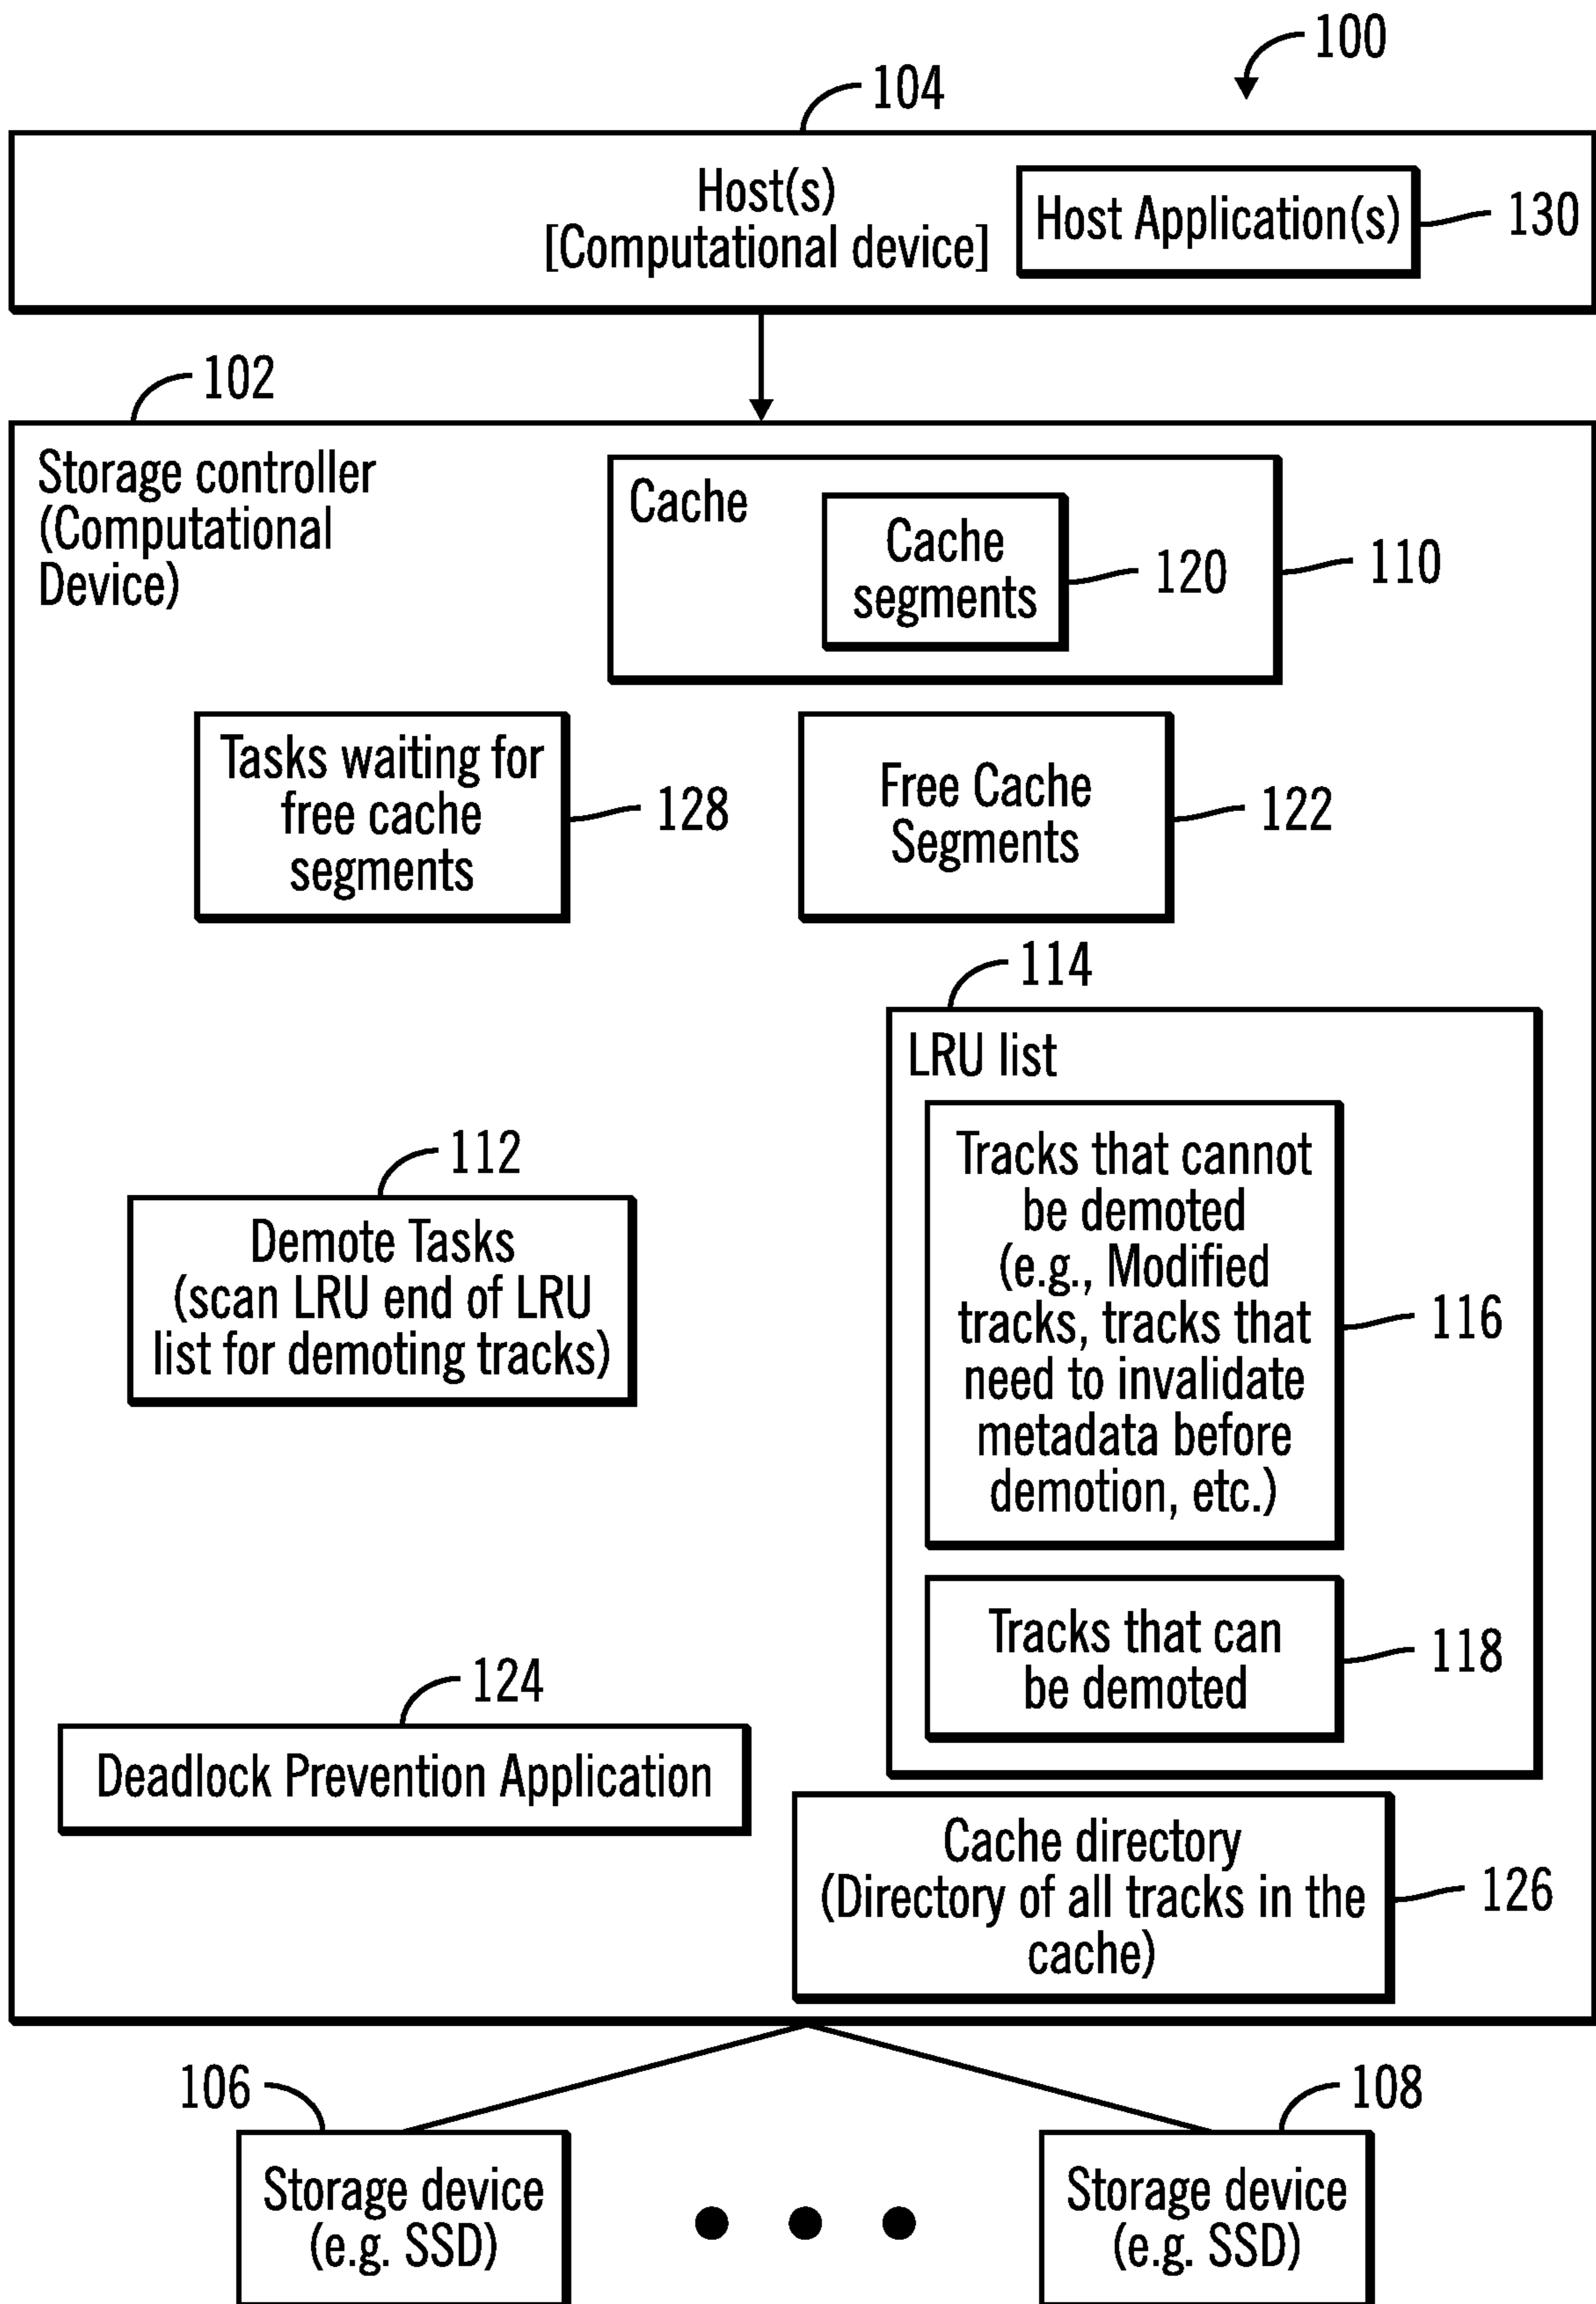 100
104
Host(s)
[Computational device]
Host Application(s)
130
102
Storage controller
(Computational
Device)
Cache
Cache
segments
120
110
Tasks waiting for
free cache
segments
128
Free Cache
Segments
122
114
LRU list
Tracks that cannot
be demoted
(e.g., Modified
tracks, tracks that
need to invalidate
metadata before
demotion, etc.)
116
112
Demote Tasks
(scan LRU end of LRU
list for demoting tracks)
Tracks that can
be demoted
118
124
Deadlock Prevention Application
Cache directory
(Directory of all tracks in the
cache)
126
106
Storage device
(e.g. SSD)
108
Storage device
(e.g. SSD)